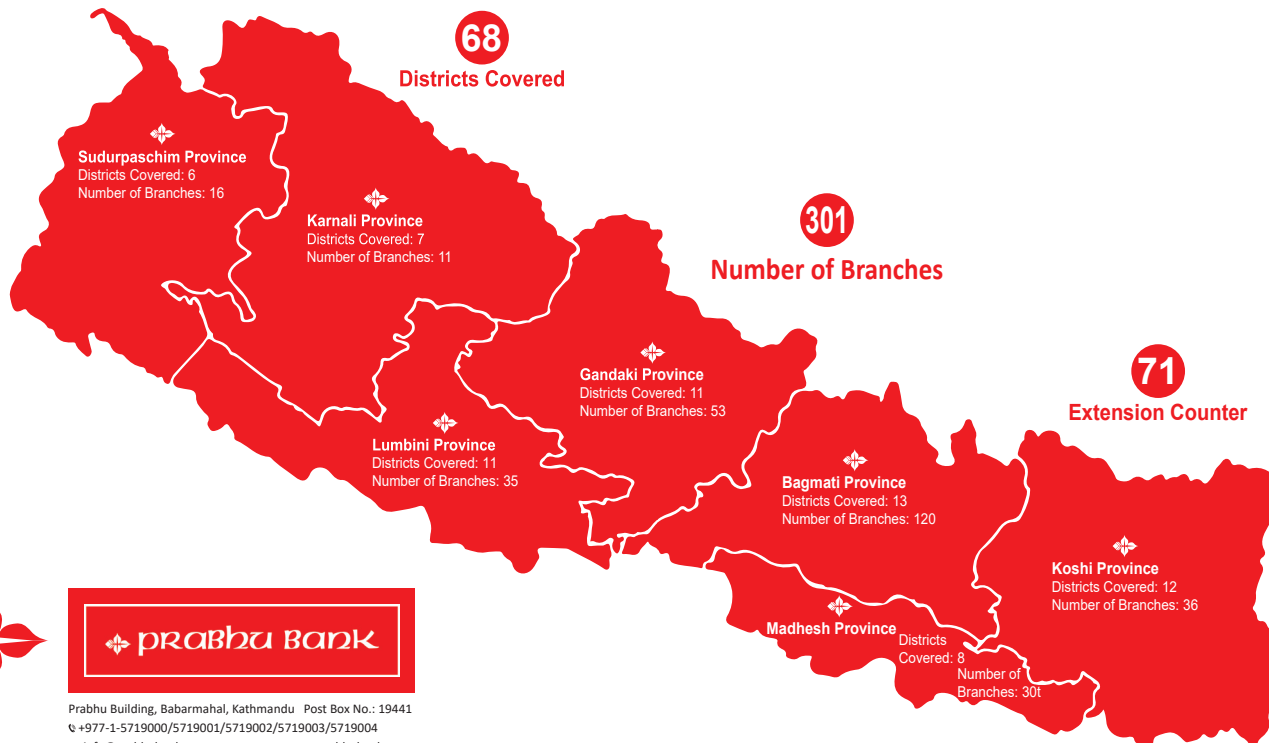 68
Districts Covered
Sudurpaschim Province
Districts Covered: 6
Number of Branches: 16
Karnali Province
Districts Covered: 7
Number of Branches: 11
301
Number of Branches
Gandaki Province
Districts Covered: 11
Number of Branches: 53
71
Extension Counter
Lumbini Province
Districts Covered: 11
Number of Branches: 35
Bagmati Province
Districts Covered: 13
Number of Branches: 120
Koshi Province
Districts Covered: 12
Number of Branches: 36
Madhesh Province
Districts
Covered: 8
Number of
Branches: 30t
PRABHU BANK
Prabhu Building, Babarmahal, Kathmandu Post Box No.: 19441
+977-1-5719000/5719001/5719002/5719003/5719004